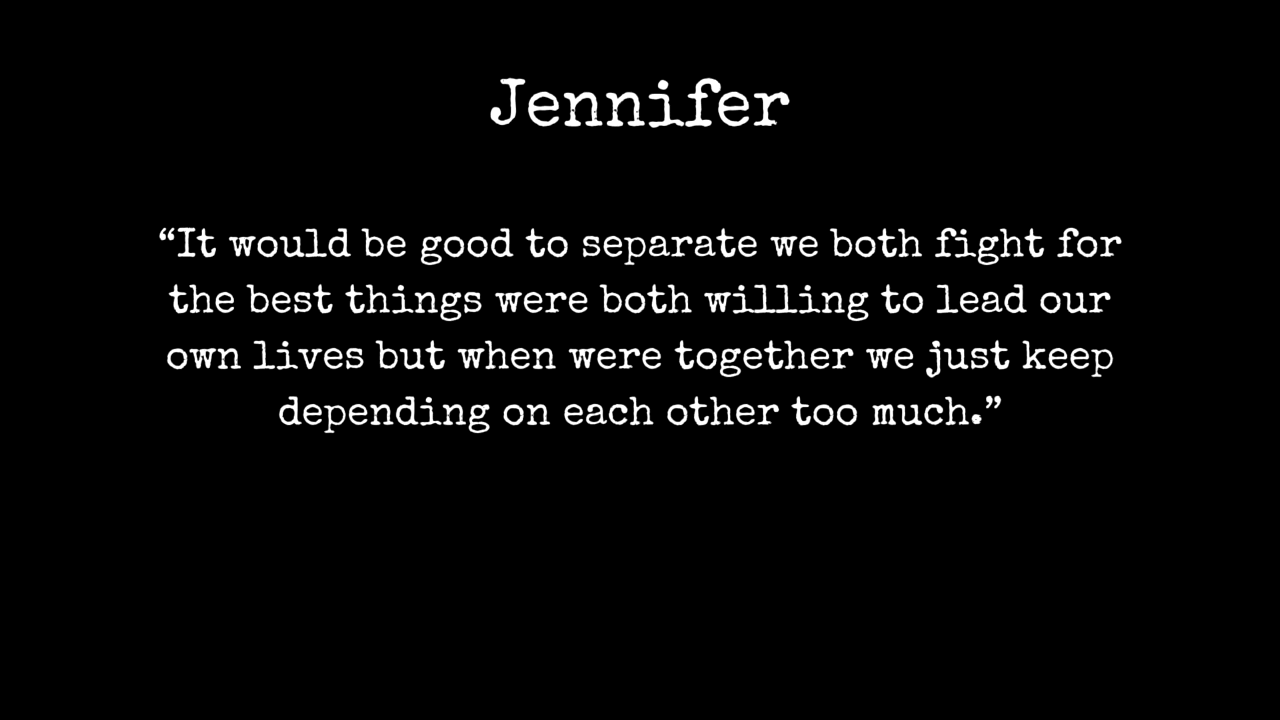 Jennifer
“It would be good to separate we both fight for
the best things were both willing to lead our
own lives but when were together we just keep
depending on each other too much.”